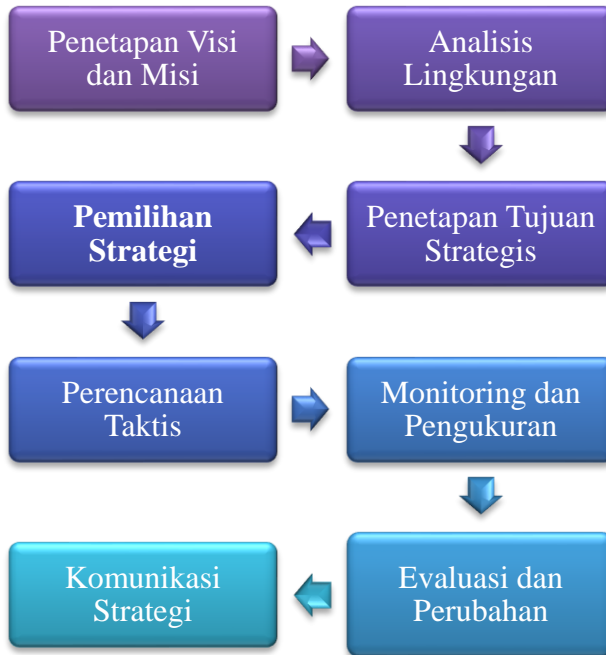 Penetapan Visi
dan Misi
Analisis
Lingkungan
Penetapan Tujuan
Strategis
Pemilihan
Strategi
Perencanaan
Taktis
Monitoring dan
Pengukuran
Evaluasi dan
Perubahan
Komunikasi
Strategi